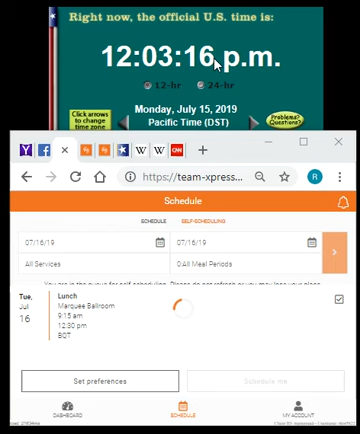 Right now, the official U.S. time is:
12:03:16 p.m.
12-hr 24-hr
Click arrows
to change
time zone
Monday, July 15, 2019
Pacific Time (DST)
Problems?
Questions?
https://team-xpress...
R
Schedule
SCHEDULE SELF-SCHEDULING
07/16/19 07/16/19
All Services 0:All Meal Periods
You are in the queue for self-scheduling. Please do not refresh or you may lose your place
Tue,
Jul
16
Lunch
Marquee Ballroom
9:15 am
12:30 pm
BQT
Set preferences Schedule me
DASHBOARD SCHEDULE MY ACCOUNT